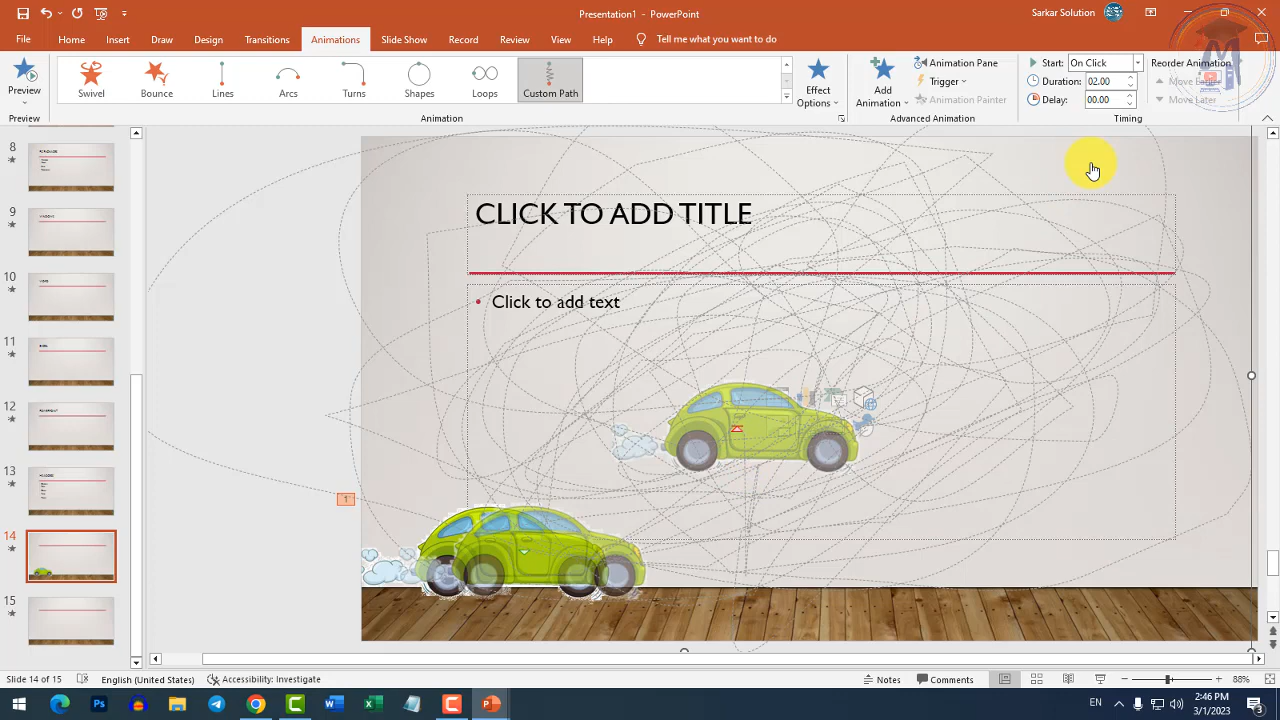 Presentation1 - PowerPoint
Sarkar Solution
File Home Insert Draw Design Transitions Animations Slide Show Record Review View Help Tell me what you want to do
Preview
Swivel Bounce Lines Arcs Turns Shapes Loops Custom Path
Effect Options
Add Animation
Animation Pane
Trigger
Animation Painter
Start: On Click
Duration: 02.00
Delay: 00.00
Reorder Animation
Move Earlier
Move Later
Preview Animation Advanced Animation Timing
8
9
10
11
12
13
14
15
CLICK TO ADD TITLE
• Click to add text
1
Slide 14 of 15 English (United States) Accessibility: Investigate Notes Comments 88%
EN 2:46 PM
3/1/2023